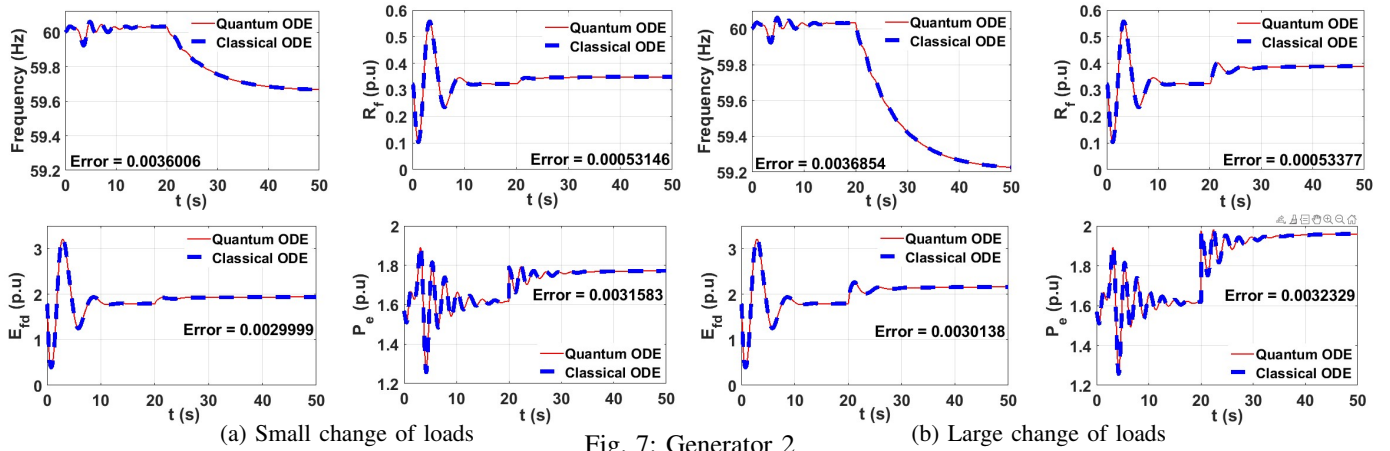 Frequency (Hz)
60
59.8
59.6
59.4
59.2
Quantum ODE
Classical ODE
Error = 0.0036006
0 10 20 30 40 50
t (s)
R_f (p.u)
0.6
0.5
0.4
0.3
0.2
0.1
0
Quantum ODE
Classical ODE
Error = 0.00053146
0 10 20 30 40 50
t (s)
Frequency (Hz)
60
59.8
59.6
59.4
59.2
Quantum ODE
Classical ODE
Error = 0.0036854
0 10 20 30 40 50
t (s)
R_f (p.u)
0.6
0.5
0.4
0.3
0.2
0.1
0
Quantum ODE
Classical ODE
Error = 0.00053377
0 10 20 30 40 50
t (s)
E_fd (p.u)
3
2
1
0
Quantum ODE
Classical ODE
Error = 0.0029999
0 10 20 30 40 50
t (s)
P_e (p.u)
2
1.8
1.6
1.4
1.2
Error = 0.0031583
Quantum ODE
Classical ODE
0 10 20 30 40 50
t (s)
E_fd (p.u)
3
2
1
0
Quantum ODE
Classical ODE
Error = 0.0030138
0 10 20 30 40 50
t (s)
P_e (p.u)
2
1.8
1.6
1.4
1.2
Error = 0.0032329
Quantum ODE
Classical ODE
0 10 20 30 40 50
t (s)
(a) Small change of loads
(b) Large change of loads
Fig. 7: Generator 2